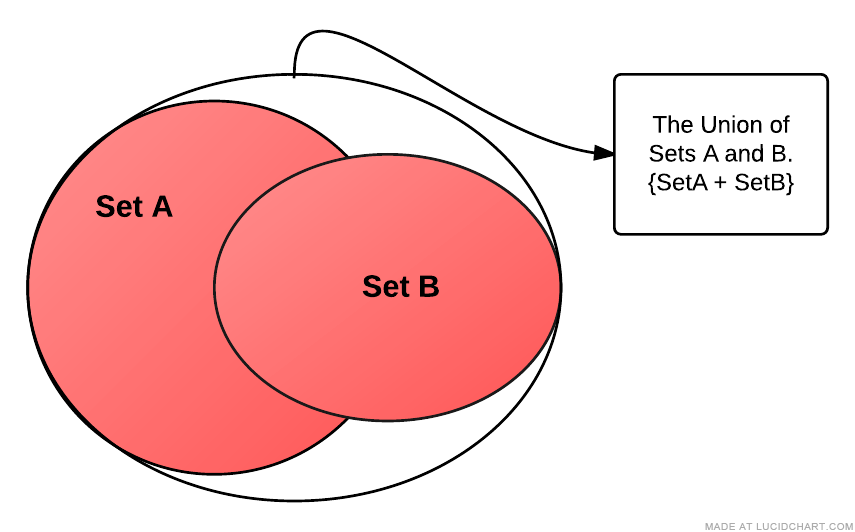 Set A
Set B
The Union of
Sets A and B.
{SetA + SetB}
MADE AT LUCIDCHART.COM